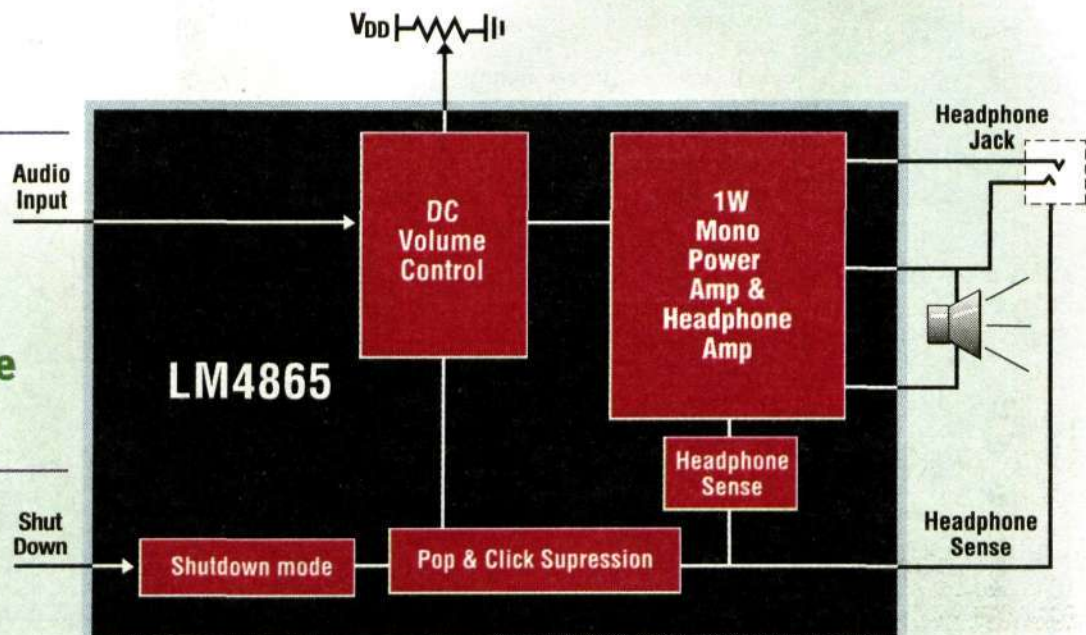 VDD
Headphone
Jack
Audio
Input
DC
Volume
Control
1W
Mono
Power
Amp &
Headphone
Amp
e
LM4865
Headphone
Sense
Shut
Down
Shutdown mode
Pop & Click Supression
Headphone
Sense